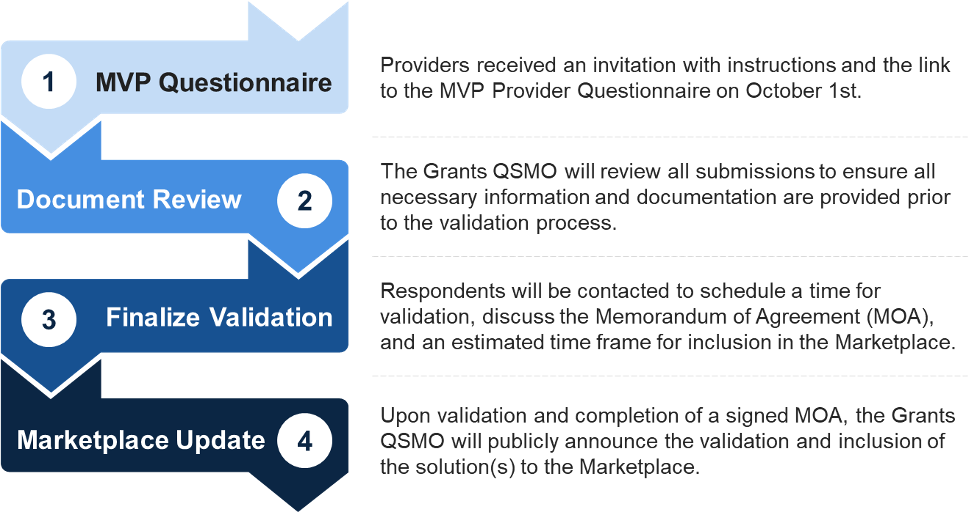 1
MVP Questionnaire
Providers received an invitation with instructions and the link
to the MVP Provider Questionnaire on October 1st.
Document Review
2
The Grants QSMO will review all submissions to ensure all
necessary information and documentation are provided prior
to the validation process.
3
Finalize Validation
Respondents will be contacted to schedule a time for
validation, discuss the Memorandum of Agreement (MOA),
and an estimated time frame for inclusion in the Marketplace.
Marketplace Update
4
Upon validation and completion of a signed MOA, the Grants
QSMO will publicly announce the validation and inclusion of
the solution(s) to the Marketplace.